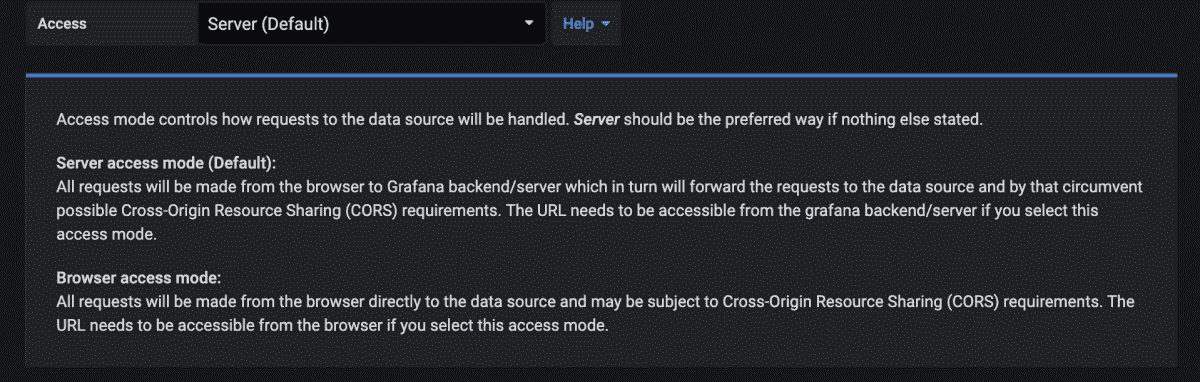 Access
Server (Default)
Help
Access mode controls how requests to the data source will be handled. Server should be the preferred way if nothing else stated.
Server access mode (Default):
All requests will be made from the browser to Grafana backend/server which in turn will forward the requests to the data source and by that circumvent
possible Cross-Origin Resource Sharing (CORS) requirements. The URL needs to be accessible from the grafana backend/server if you select this
access mode.
Browser access mode:
All requests will be made from the browser directly to the data source and may be subject to Cross-Origin Resource Sharing (CORS) requirements. The
URL needs to be accessible from the browser if you select this access mode.